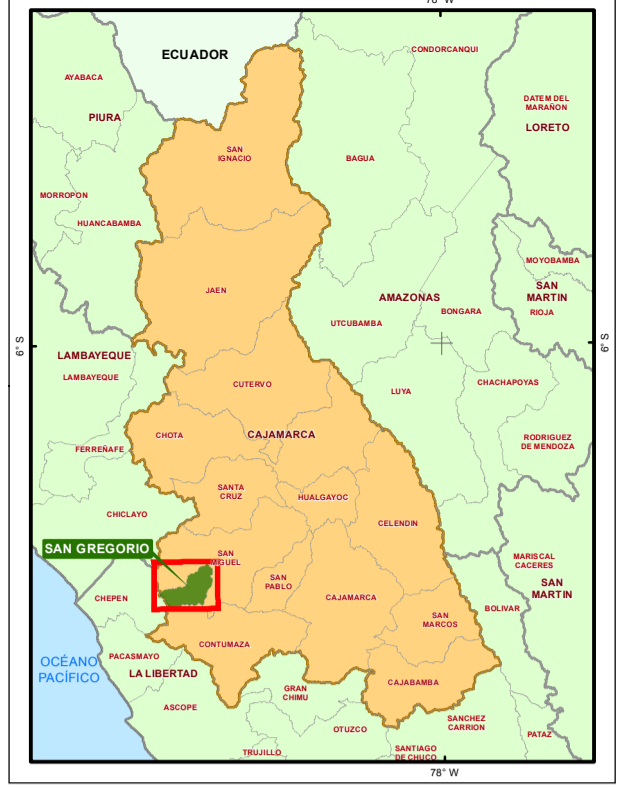 78° W
ECUADOR
CONDORCANQUI
AYABACA
DATEM DEL
MARAÑON
PIURA
LORETO
SAN
IGNACIO
BAGUA
MORROPON
HUANCABAMBA
MOYOBAMBA
JAEN
SAN
MARTIN
AMAZONAS
BONGARA
RIOJA
UTCUBAMBA
6° S
6° S
LAMBAYEQUE
LAMBAYEQUE
CUTERVO
LUYA
CHACHAPOYAS
CHOTA
CAJAMARCA
RODRIGUEZ
DE MENDOZA
FERREÑAFE
SANTA
CRUZ
HUALGAYOC
CHICLAYO
CELENDIN
SAN GREGORIO
SAN
MIGUEL
MARISCAL
CACERES
SAN
PABLO
SAN
MARTIN
CHEPEN
CAJAMARCA
BOLIVAR
SAN
MARCOS
CONTUMAZA
OCÉANO
PACÍFICO
PACASMAYO
LA LIBERTAD
CAJABAMBA
GRAN
CHIMU
ASCOPE
SANCHEZ
CARRION
OTUZCO
PATAZ
TRUJILLO
SANTIAGO
DE CHUCO
78° W